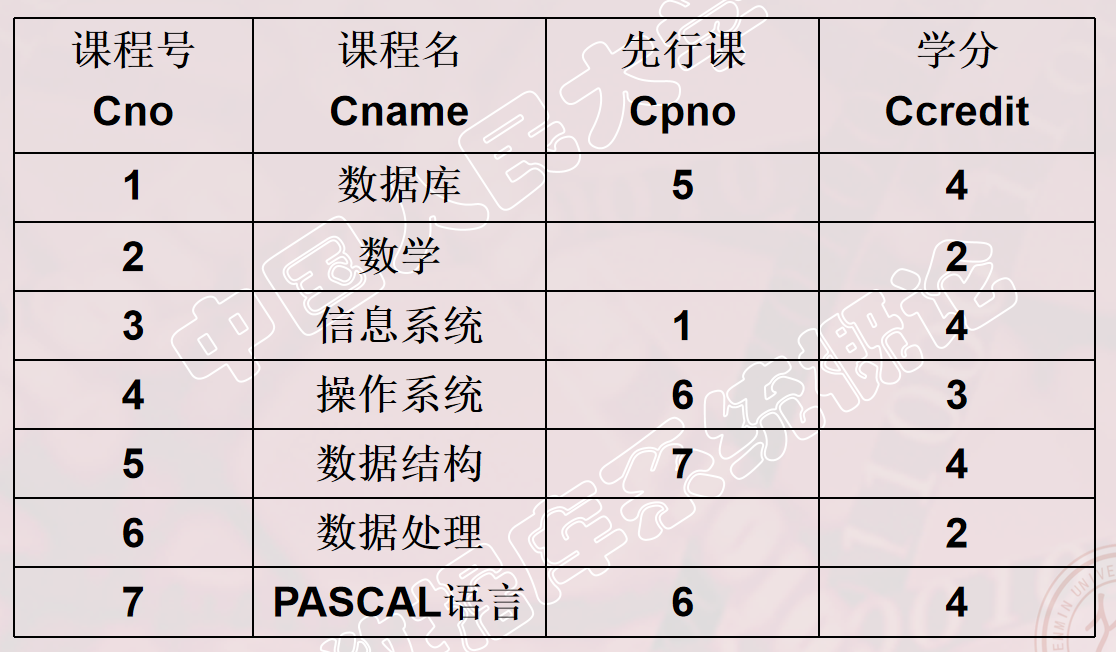 课程号 课程名 先行课 学分
Cno Cname Cpno Ccredit
1 数据库 5 4
2 数学 2
3 信息系统 1 4
4 操作系统 6 3
5 数据结构 7 4
6 数据处理 2
7 PASCAL语言 6 4
中国人民大学
数据库系统概论